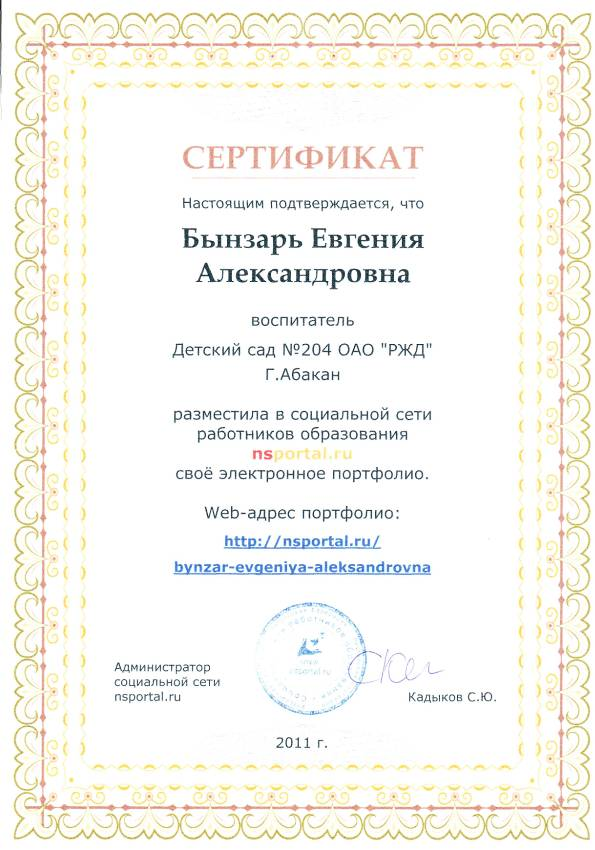 СЕРТИФИКАТ
Настоящим подтверждается, что
Бынзарь Евгения
Александровна
воспитатель
Детский сад №204 ОАО "РЖД"
Г.Абакан
разместила в социальной сети
работников образования
nsportal.ru
своё электронное портфолио.
Web-адрес портфолио:
http://nsportal.ru/
bynzar-evgeniya-aleksandrovna
nsportal.ru
Администратор
социальной сети
nsportal.ru
Кадыков С.Ю.
2011 г.